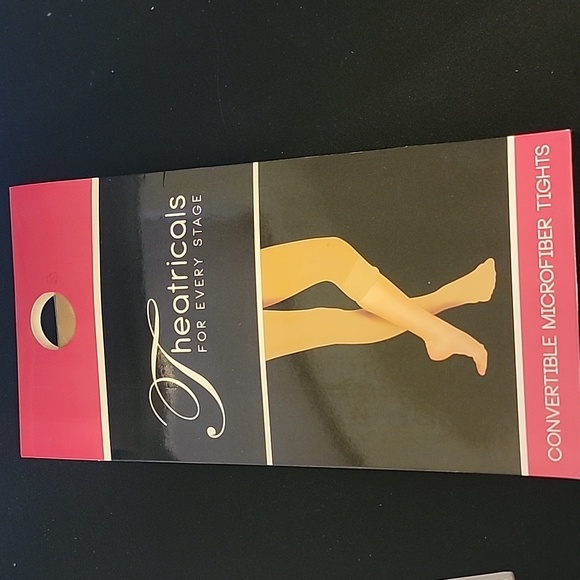 Theatricals
FOR EVERY STAGE
CONVERTIBLE MICROFIBER TIGHTS